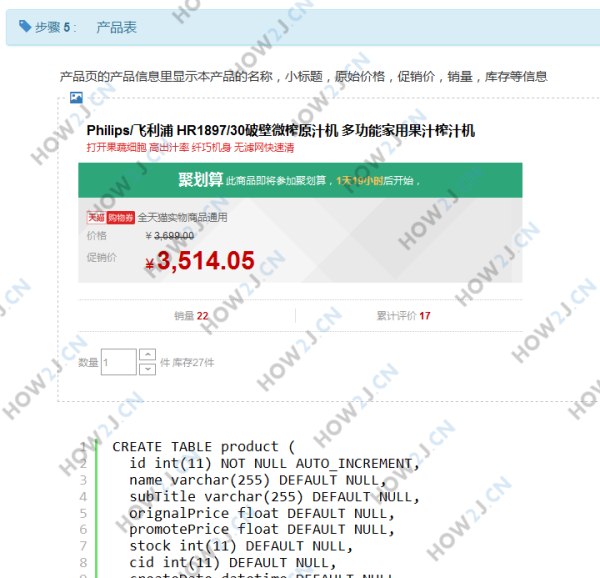 步骤 5 : 产品表
产品页的产品信息里显示本产品的名称，小标题，原始价格，促销价，销量，库存等信息
Philips/飞利浦 HR1897/30破壁微榨原汁机 多功能家用果汁榨汁机
打开果蔬细胞 高出汁率 纤巧机身 无滤网快速清
聚划算 此商品即将参加聚划算，1天19小时后开始，
天猫 购物券 全天猫实物商品通用
价格 ¥ 3,699.00
促销价 ¥ 3,514.05
销量 22 累计评价 17
数量 1 件 库存27件
1 CREATE TABLE product (
2 id int(11) NOT NULL AUTO_INCREMENT,
3 name varchar(255) DEFAULT NULL,
4 subTitle varchar(255) DEFAULT NULL,
5 orignalPrice float DEFAULT NULL,
6 promotePrice float DEFAULT NULL,
7 stock int(11) DEFAULT NULL,
8 cid int(11) DEFAULT NULL,
9 createDate datetime DEFAULT NULL
HOW2J.CN